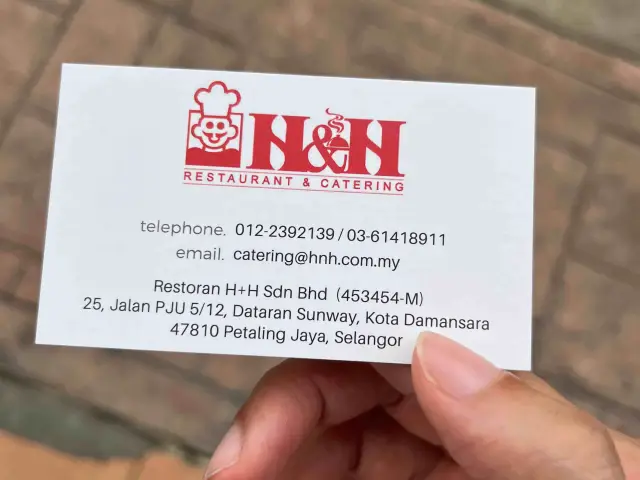 H&H
RESTAURANT & CATERING
telephone. 012-2392139 / 03-61418911
email. catering@hnh.com.my
Restoran H+H Sdn Bhd (453454-M)
25, Jalan PJU 5/12, Dataran Sunway, Kota Damansara
47810 Petaling Jaya, Selangor